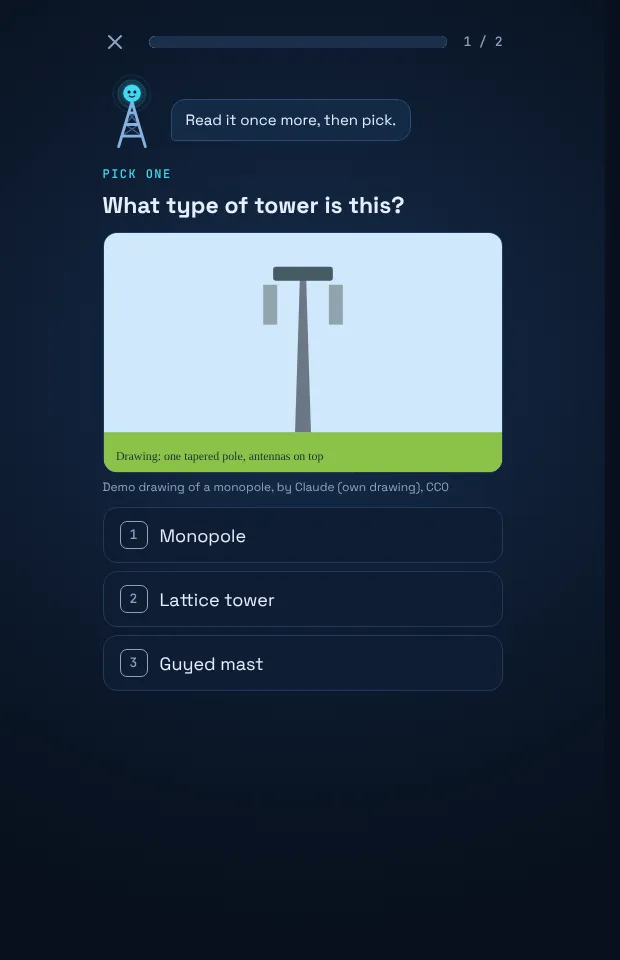 1 / 2
Read it once more, then pick.
PICK ONE
What type of tower is this?
Drawing: one tapered pole, antennas on top
Demo drawing of a monopole, by Claude (own drawing), CC0
1 Monopole
2 Lattice tower
3 Guyed mast